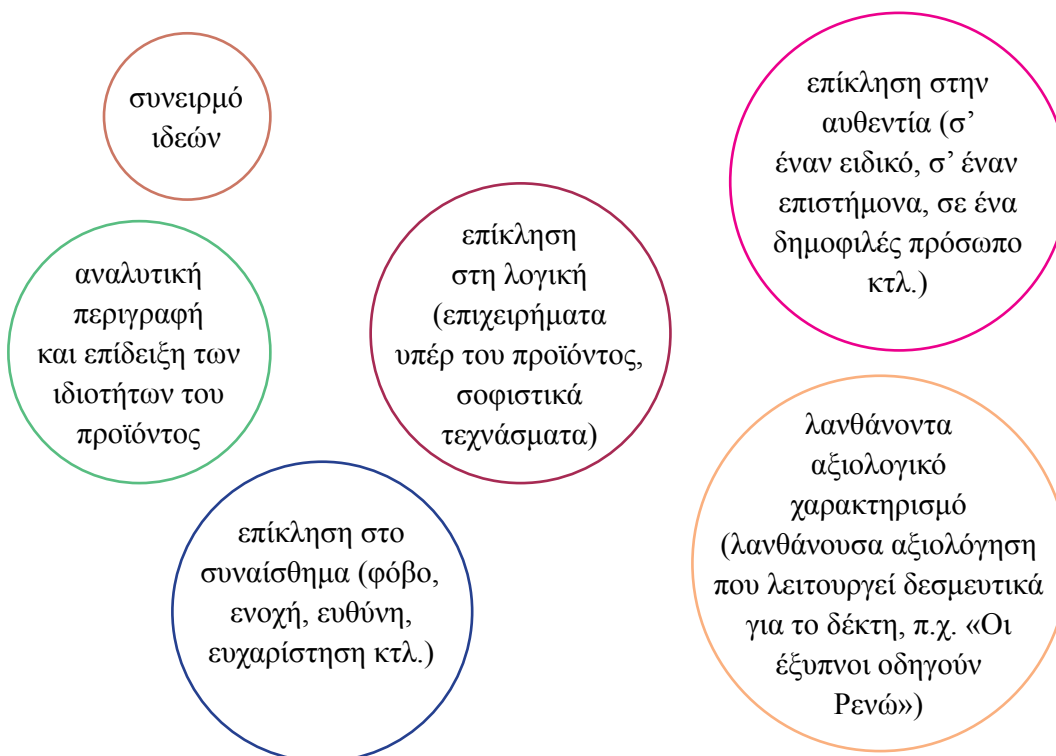 συνειρμό
ιδεών
επίκληση στην
αυθεντία (σ’
έναν ειδικό, σ’ έναν
επιστήμονα, σε ένα
δημοφιλές πρόσωπο
κτλ.)
αναλυτική
περιγραφή
και επίδειξη των
ιδιοτήτων του
προϊόντος
επίκληση
στη λογική
(επιχειρήματα
υπέρ του προϊόντος,
σοφιστικά
τεχνάσματα)
επίκληση στο
συναίσθημα (φόβο,
ενοχή, ευθύνη,
ευχαρίστηση κτλ.)
λανθάνοντα
αξιολογικό
χαρακτηρισμό
(λανθάνουσα αξιολόγηση
που λειτουργεί δεσμευτικά
για το δέκτη, π.χ. «Οι
έξυπνοι οδηγούν
Ρενώ»)